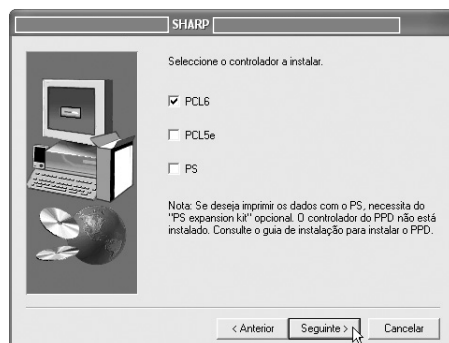 SHARP
Seleccione o controlador a instalar.
PCL6
PCL5e
PS
Nota: Se deseja imprimir os dados com o PS, necessita do
"PS expansion kit" opcional. O controlador do PPD não está
instalado. Consulte o guia de instalação para instalar o PPD.
< Anterior
Seguinte >
Cancelar